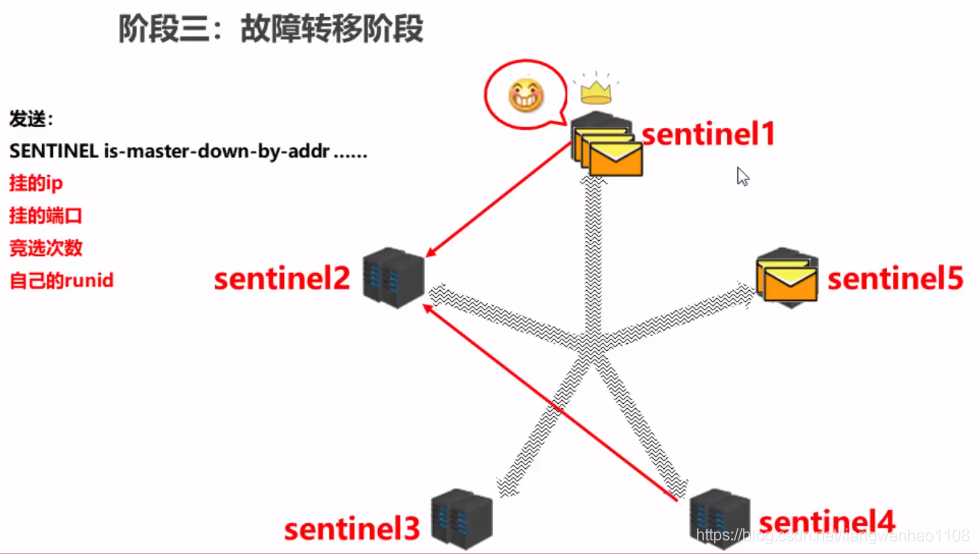 阶段三：故障转移阶段
发送：
SENTINEL is-master-down-by-addr ......
挂的ip
挂的端口
竞选次数
自己的runid
sentinel1
sentinel2
sentinel5
sentinel3
sentinel4
https://blog.csdn.net/liangwenhao1108